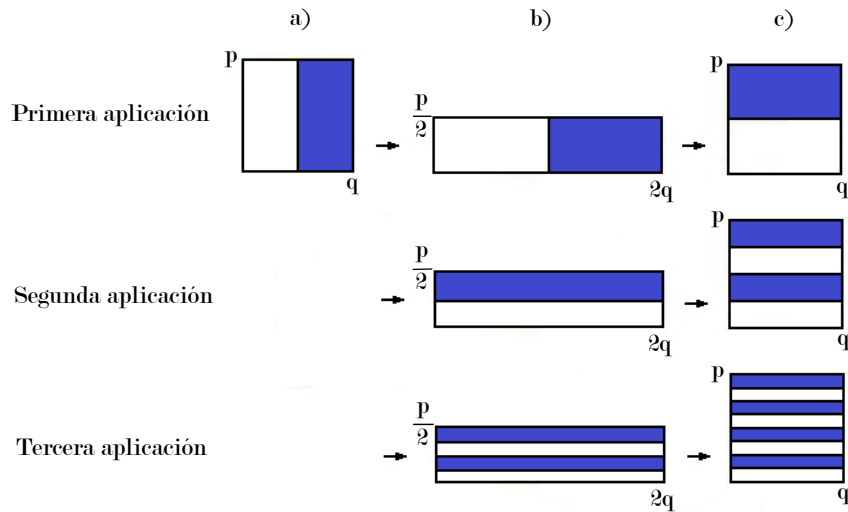 a) b) c)
Primera aplicación
p
q
p/2
2q
p
q
Segunda aplicación
p/2
2q
p
q
Tercera aplicación
p/2
2q
p
q